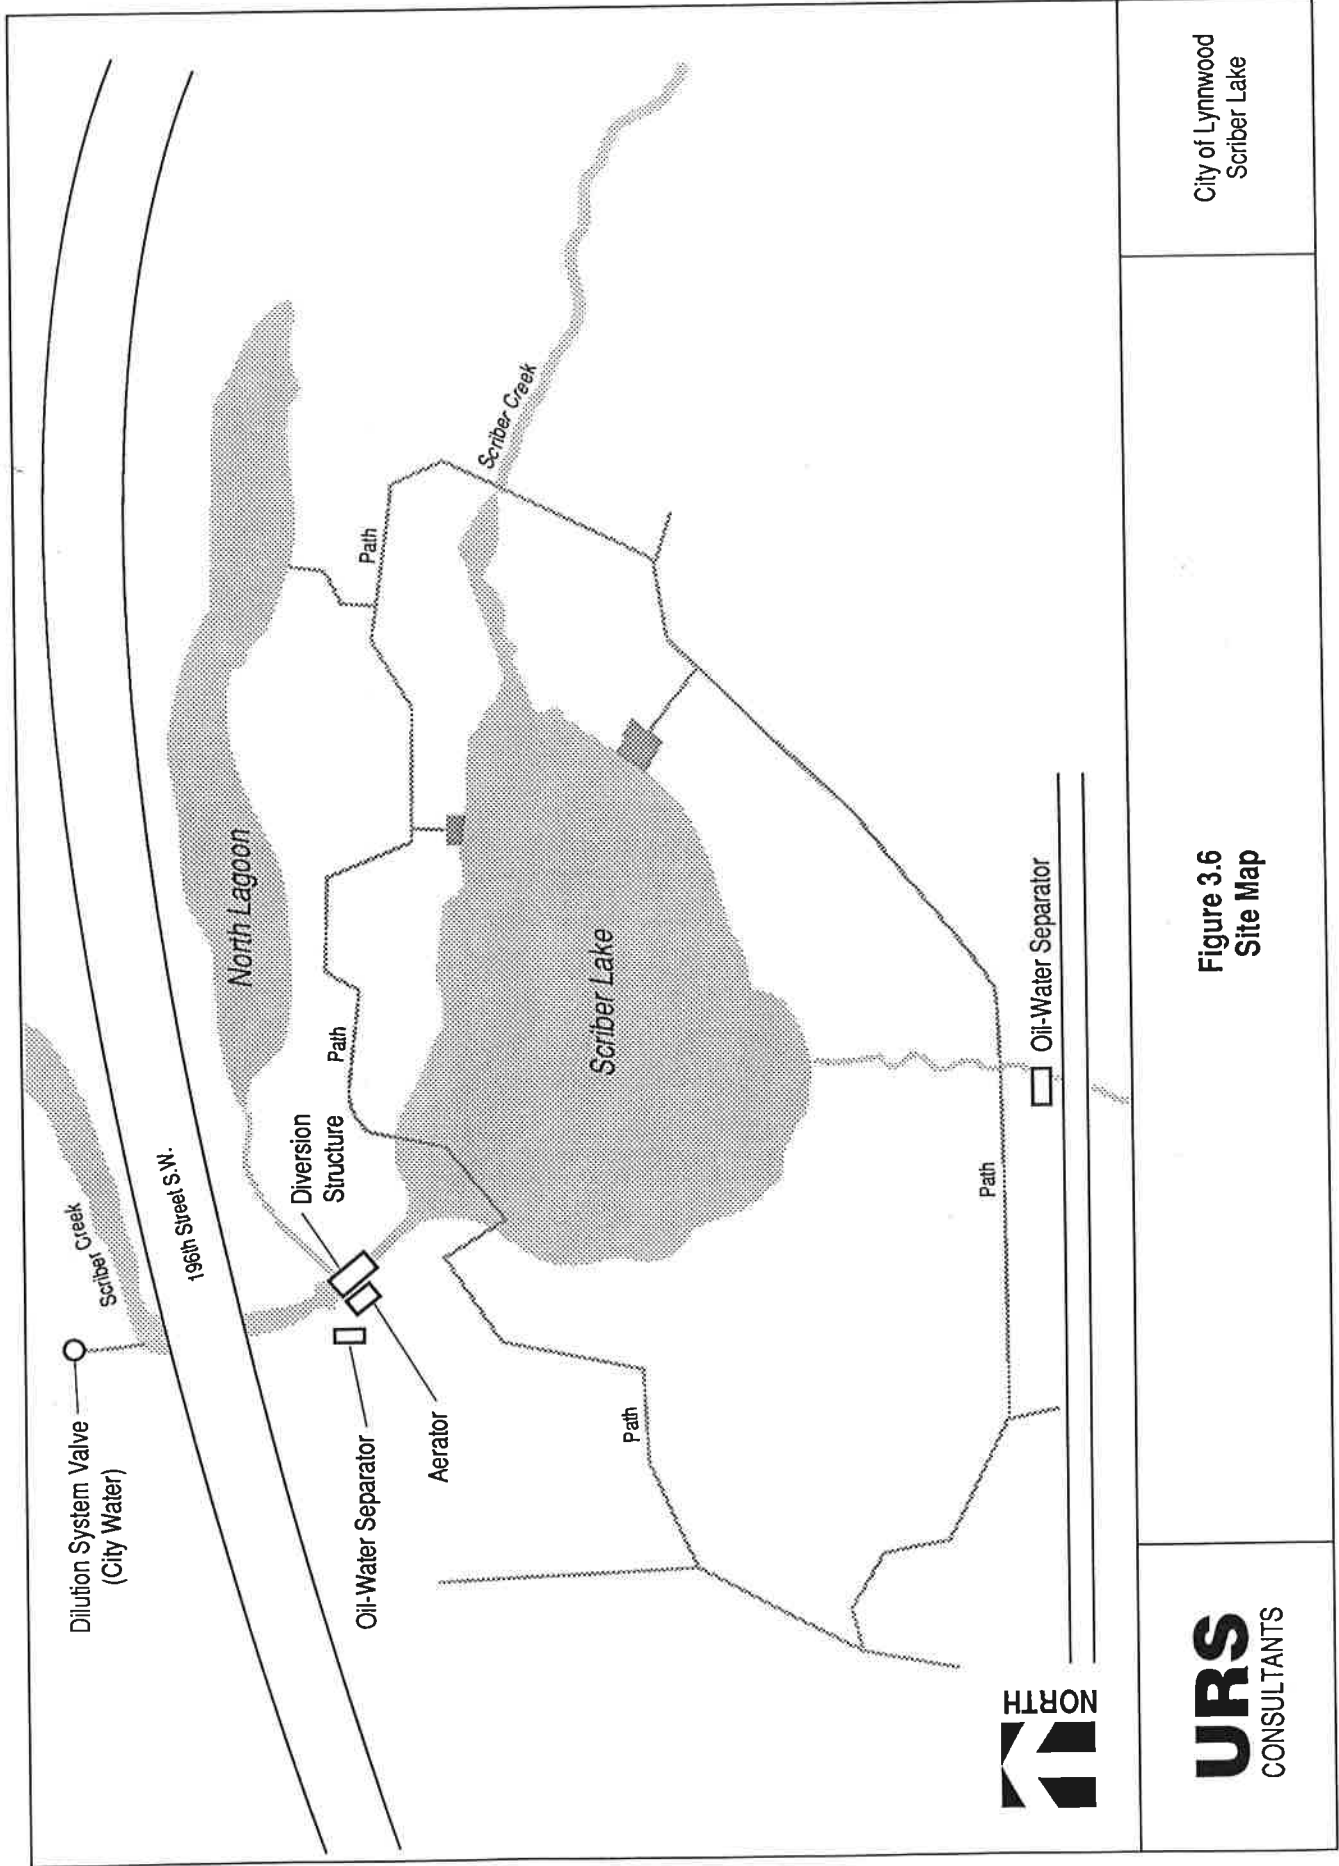 Dilution System Valve
(City Water)
Scriber Creek
196th Street S.W.
North Lagoon
Diversion
Structure
Path
Path
Oil-Water Separator
Aerator
Scriber Creek
Scriber Lake
Path
Path
Oil-Water Separator
NORTH
URS
CONSULTANTS
Figure 3.6
Site Map
City of Lynnwood
Scriber Lake